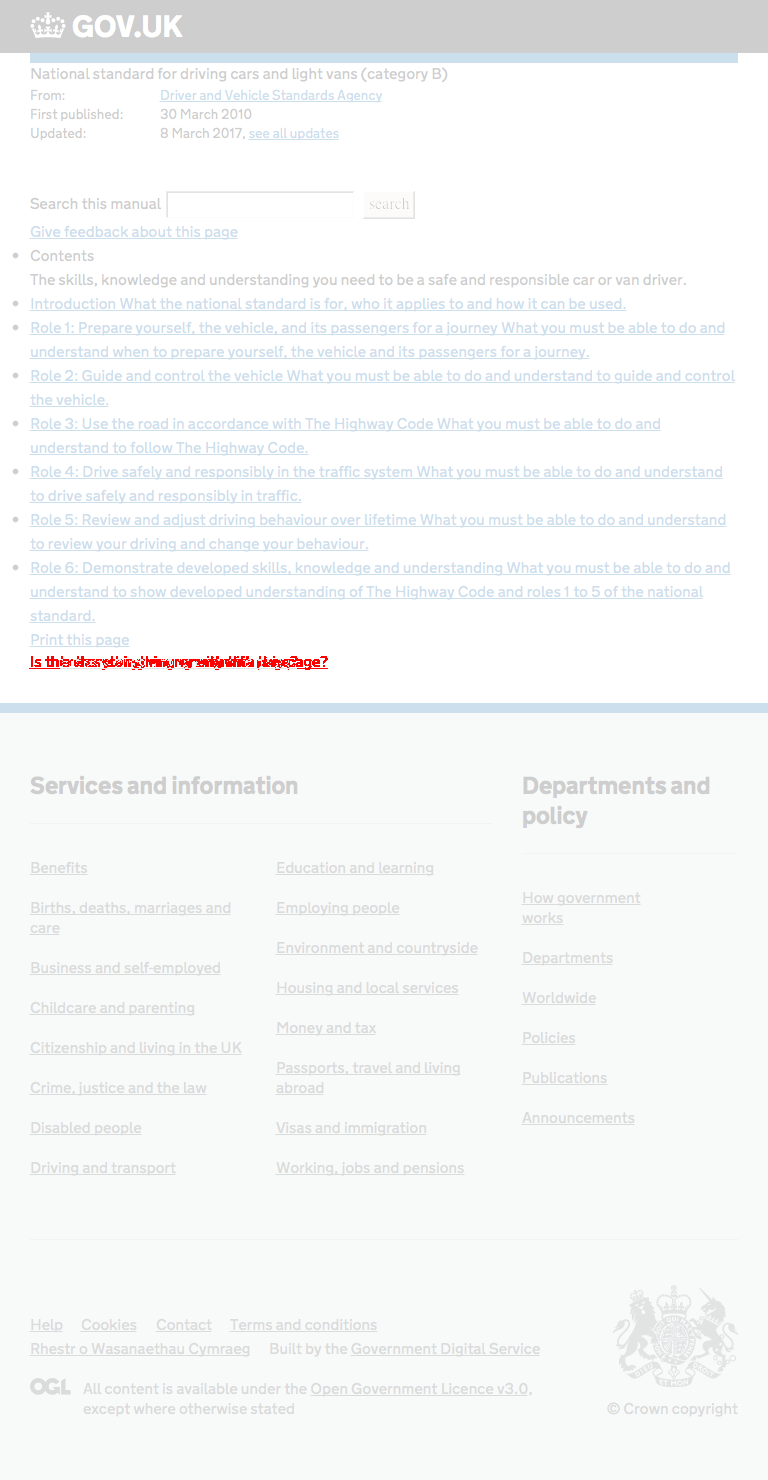 GOV.UK
National standard for driving cars and light vans (category B)
From: Driver and Vehicle Standards Agency
First published: 30 March 2010
Updated: 8 March 2017, see all updates
Search this manual search
Give feedback about this page
Contents
The skills, knowledge and understanding you need to be a safe and responsible car or van driver.
Introduction What the national standard is for, who it applies to and how it can be used.
Role 1: Prepare yourself, the vehicle, and its passengers for a journey What you must be able to do and
understand when to prepare yourself, the vehicle and its passengers for a journey.
Role 2: Guide and control the vehicle What you must be able to do and understand to guide and control
the vehicle.
Role 3: Use the road in accordance with The Highway Code What you must be able to do and
understand to follow The Highway Code.
Role 4: Drive safely and responsibly in the traffic system What you must be able to do and understand
to drive safely and responsibly in traffic.
Role 5: Review and adjust driving behaviour over lifetime What you must be able to do and understand
to review your driving and change your behaviour.
Role 6: Demonstrate developed skills, knowledge and understanding What you must be able to do and
understand to show developed understanding of The Highway Code and roles 1 to 5 of the national
standard.
Print this page
Services and information
Benefits
Births, deaths, marriages and
care
Business and self-employed
Childcare and parenting
Citizenship and living in the UK
Crime, justice and the law
Disabled people
Driving and transport
Education and learning
Employing people
Environment and countryside
Housing and local services
Money and tax
Passports, travel and living
abroad
Visas and immigration
Working, jobs and pensions
Departments and
policy
How government
works
Departments
Worldwide
Policies
Publications
Announcements
Help Cookies Contact Terms and conditions
Rhestr o Wasanaethau Cymraeg Built by the Government Digital Service
OGL All content is available under the Open Government Licence v3.0,
except where otherwise stated
© Crown copyright